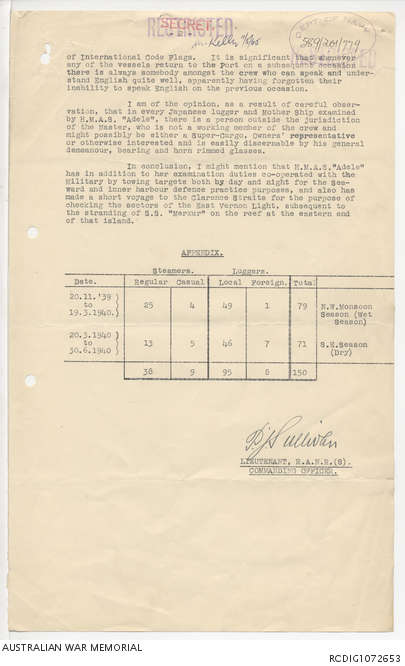 SECRET
RESTRICTED
DEPT. OF NAVY
589/201/779
of International Code Flags. It is significant that whenever
any of the vessels return to the Port on a subsequent occasion
there is always somebody amongst the crew who can speak and under-
stand English quite well, apparently having forgotten their
inability to speak English on the previous occasion.
I am of the opinion, as a result of careful obser-
vation, that in every Japanese lugger and Mother Ship examined
by H.M.A.S. "Adele", there is a person outside the jurisdiction
of the Master, who is not a working member of the crew and
might possibly be either a Super-Cargo, Owners' representative
or otherwise interested and is easily discernable by his general
demeanour, bearing and horn rimmed glasses.
In conclusion, I might mention that H.M.A.S. "Adele"
has in addition to her examination duties co-operated with the
Military by towing targets both by day and night for the Sea-
ward and inner harbour defence practice purposes, and also has
made a short voyage to the Clarence Straits for the purpose of
checking the sectors of the East Vernon Light, subsequent to
the stranding of S.S. "Merkur" on the reef at the eastern end
of that island.
APPENDIX.
Steamers. Luggers.
Date. Regular Casual Local Foreign. Total
20.11.'39 )
to ) 25 4 49 1 79 N.W.Monsoon
19.3.1940. ) Season (Wet
Season)
20.3.1940 )
to ) 13 5 46 7 71 S.E.Season
30.6.1940 ) (Dry)
38 9 95 8 150
LIEUTENANT, R.A.N.R.(S).
COMMANDING OFFICER.
AUSTRALIAN WAR MEMORIAL
RCDIG1072653